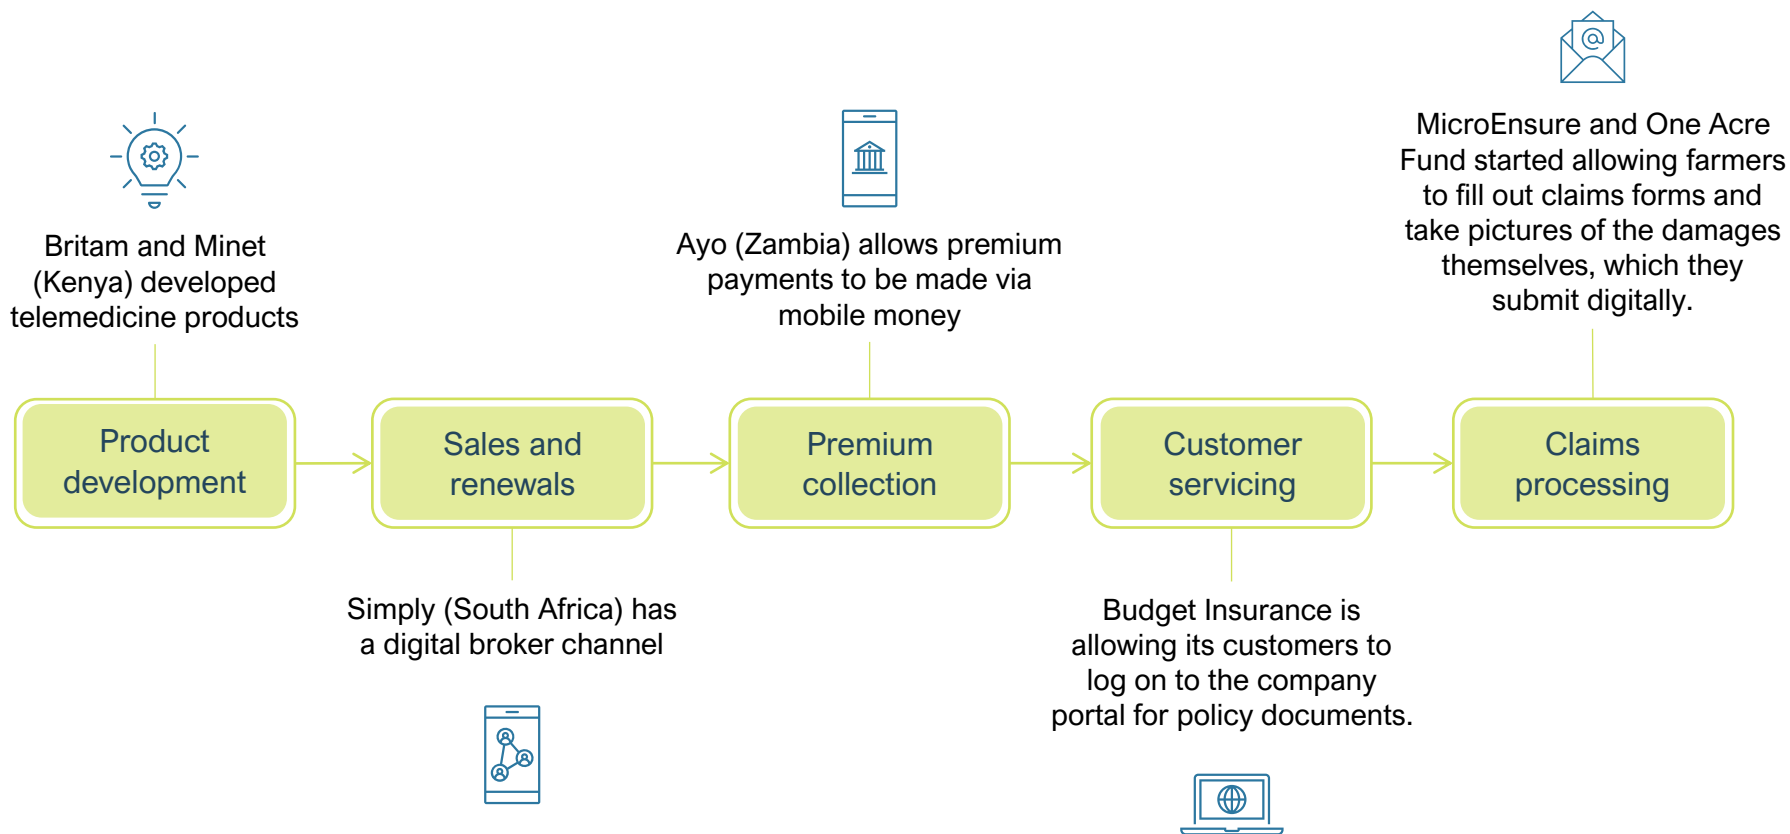 Britam and Minet
(Kenya) developed
telemedicine products
Ayo (Zambia) allows premium
payments to be made via
mobile money
MicroEnsure and One Acre
Fund started allowing farmers
to fill out claims forms and
take pictures of the damages
themselves, which they
submit digitally.
Product
development
Sales and
renewals
Premium
collection
Customer
servicing
Claims
processing
Simply (South Africa) has
a digital broker channel
Budget Insurance is
allowing its customers to
log on to the company
portal for policy documents.